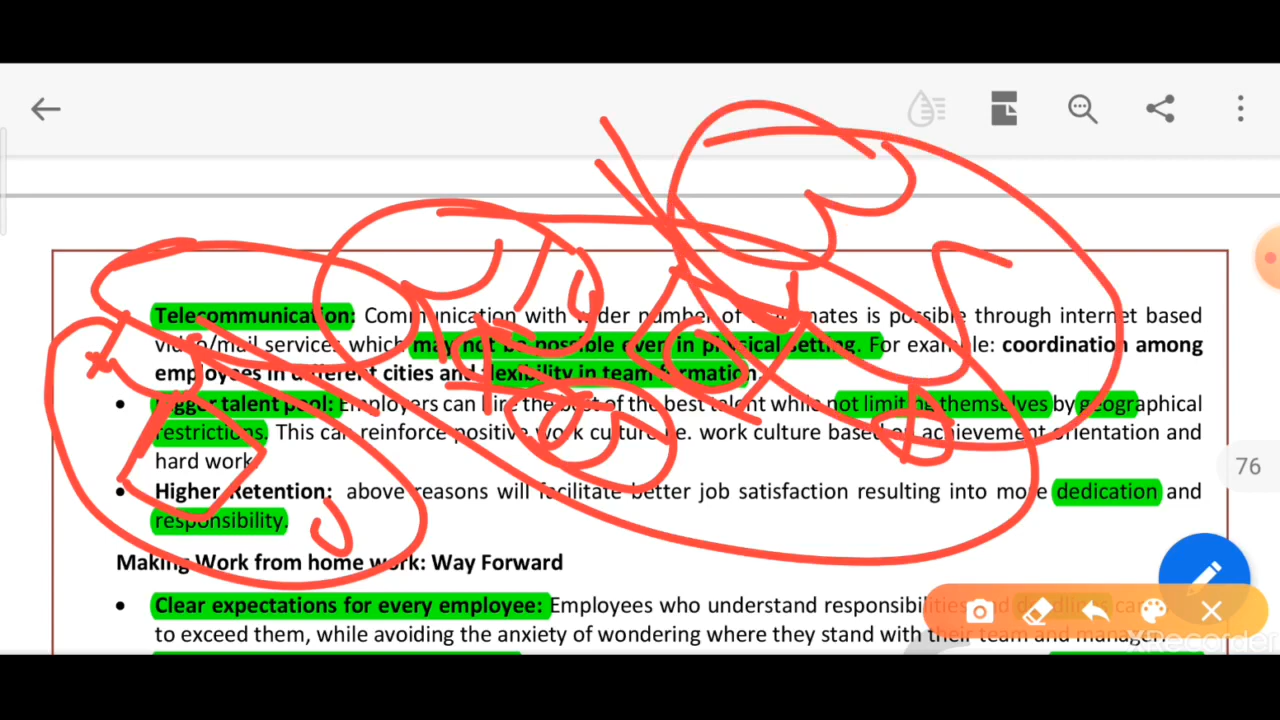 Telecommunication: Communication with wider number of teammates is possible through internet based
video/mail services which may not be possible even in physical setting. For example: coordination among
employees in different cities and flexibility in team formation.
• Bigger talent pool: Employers can hire the best of the best talent while not limiting themselves by geographical
restrictions. This can reinforce positive work culture i.e. work culture based on achievement orientation and
hard work.
• Higher Retention: above reasons will facilitate better job satisfaction resulting into more dedication and
responsibility.
76
Making Work from home work: Way Forward
• Clear expectations for every employee: Employees who understand responsibilities and deadlines can
to exceed them, while avoiding the anxiety of wondering where they stand with their team and manager.
XRecorder